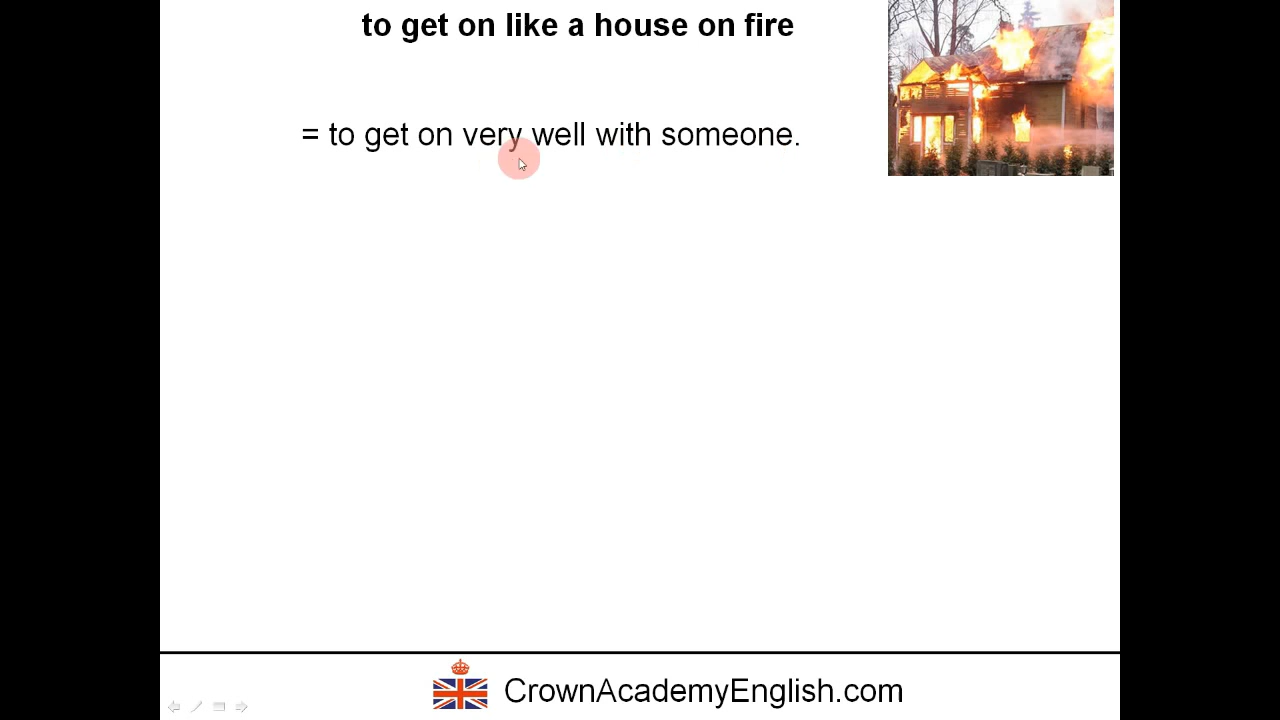 to get on like a house on fire
= to get on very well with someone.
CrownAcademyEnglish.com